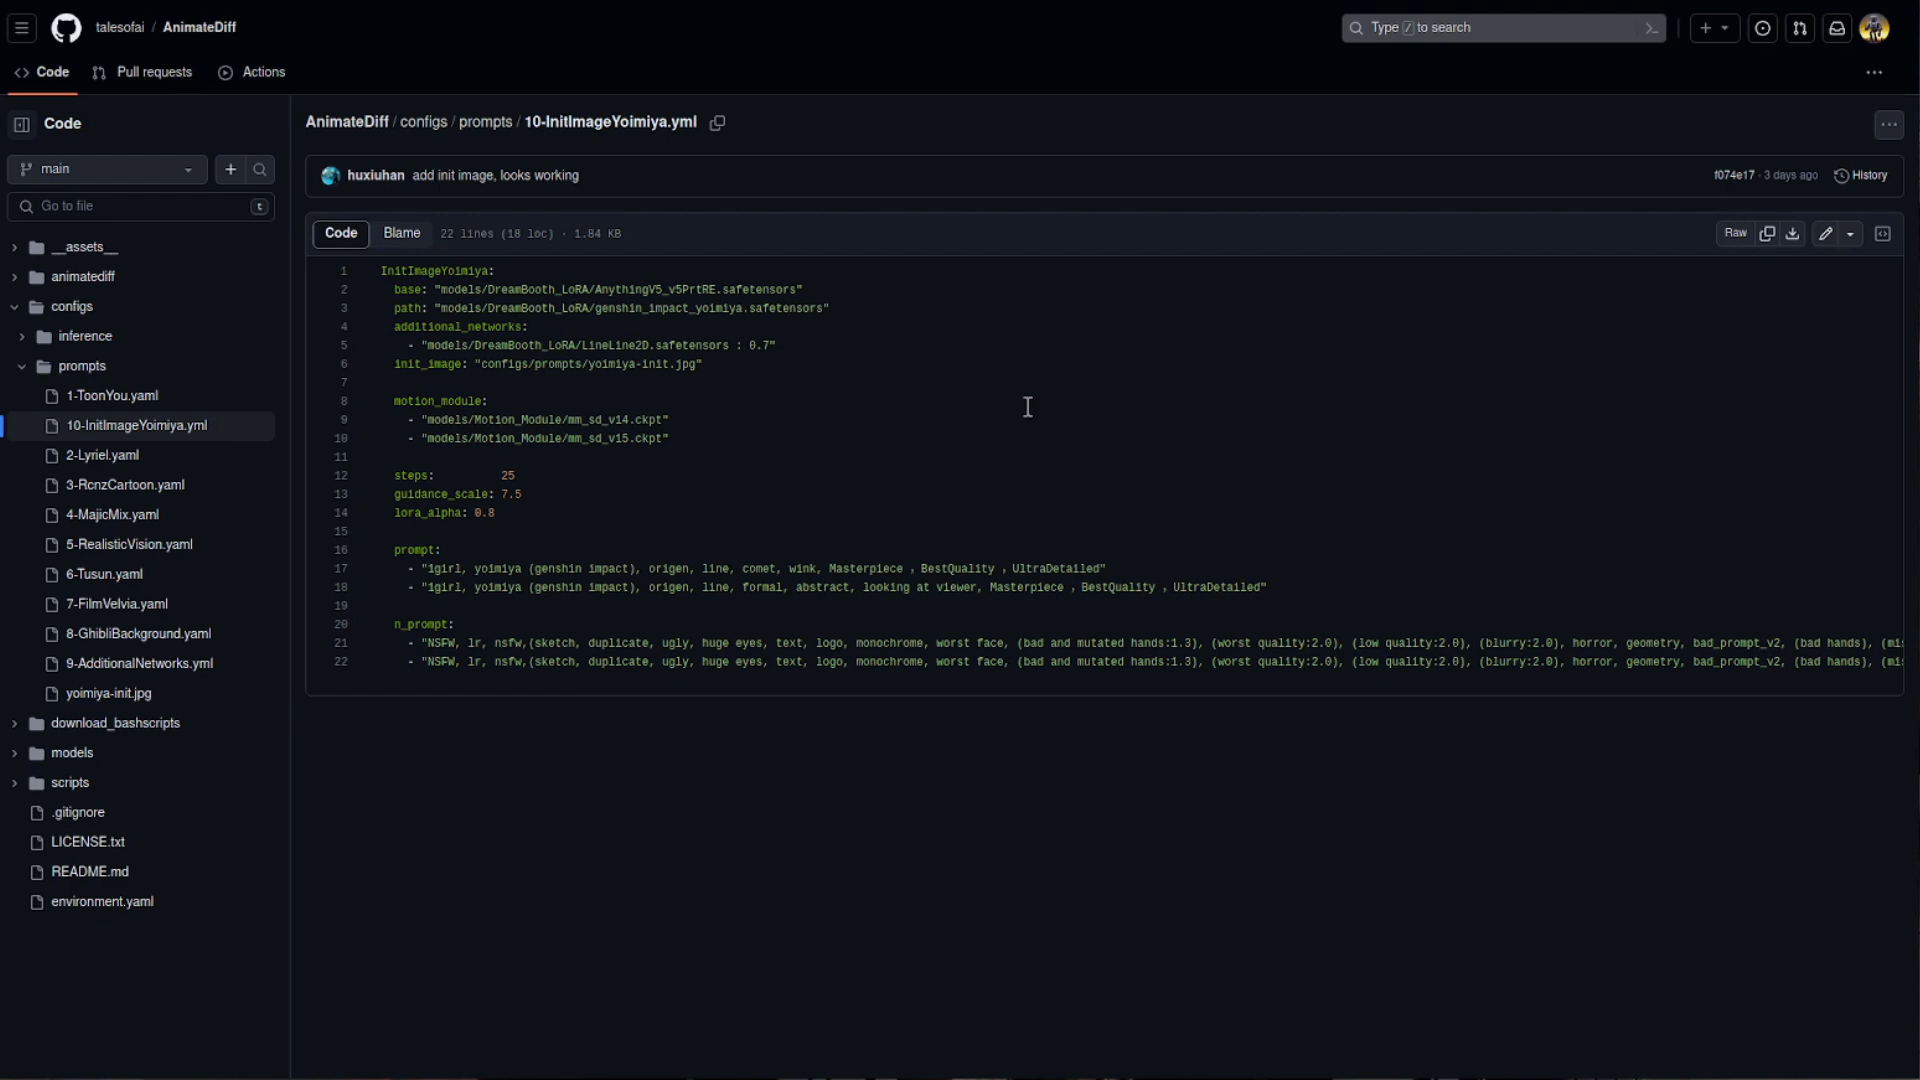 talesofai / AnimateDiff
Type / to search
Code
Pull requests
Actions
Code
main
Go to file
t
__assets__
animatediff
configs
inference
prompts
1-ToonYou.yaml
10-InitImageYoimiya.yml
2-Lyriel.yaml
3-RcnzCartoon.yaml
4-MajicMix.yaml
5-RealisticVision.yaml
6-Tusun.yaml
7-FilmVelvia.yaml
8-GhibliBackground.yaml
9-AdditionalNetworks.yml
yoimiya-init.jpg
download_bashscripts
models
scripts
.gitignore
LICENSE.txt
README.md
environment.yaml
AnimateDiff / configs / prompts / 10-InitImageYoimiya.yml
huxiuhan add init image, looks working
f074e17 · 3 days ago
History
Code
Blame
22 lines (18 loc) · 1.84 KB
Raw
1 InitImageYoimiya:
2 base: "models/DreamBooth_LoRA/AnythingV5_v5PrtRE.safetensors"
3 path: "models/DreamBooth_LoRA/genshin_impact_yoimiya.safetensors"
4 additional_networks:
5 - "models/DreamBooth_LoRA/LineLine2D.safetensors : 0.7"
6 init_image: "configs/prompts/yoimiya-init.jpg"
7
8 motion_module:
9 - "models/Motion_Module/mm_sd_v14.ckpt"
10 - "models/Motion_Module/mm_sd_v15.ckpt"
11
12 steps: 25
13 guidance_scale: 7.5
14 lora_alpha: 0.8
15
16 prompt:
17 - "1girl, yoimiya (genshin impact), origen, line, comet, wink, Masterpiece , BestQuality , UltraDetailed"
18 - "1girl, yoimiya (genshin impact), origen, line, formal, abstract, looking at viewer, Masterpiece , BestQuality , UltraDetailed"
19
20 n_prompt:
21 - "NSFW, lr, nsfw,(sketch, duplicate, ugly, huge eyes, text, logo, monochrome, worst face, (bad and mutated hands:1.3), (worst quality:2.0), (low quality:2.0), (blurry:2.0), horror, geometry, bad_prompt_v2, (bad hands), (mis
22 - "NSFW, lr, nsfw,(sketch, duplicate, ugly, huge eyes, text, logo, monochrome, worst face, (bad and mutated hands:1.3), (worst quality:2.0), (low quality:2.0), (blurry:2.0), horror, geometry, bad_prompt_v2, (bad hands), (mis